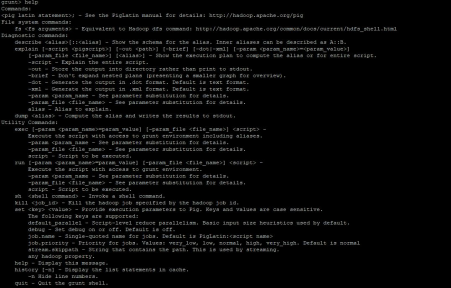 grunt> help
Commands:
<pig latin statement>; - See the PigLatin manual for details: http://hadoop.apache.org/pig
File system commands:
fs <fs arguments> - Equivalent to Hadoop dfs command: http://hadoop.apache.org/common/docs/current/hdfs_shell.html
Diagnostic commands:
describe <alias>[::<alias] - Show the schema for the alias. Inner aliases can be described as A::B.
explain [-script <pigscript>] [-out <path>] [-brief] [-dot|-xml] [-param <param_name>=<param_value>]
[-param_file <file_name>] [<alias>] - Show the execution plan to compute the alias or for entire script.
-script - Explain the entire script.
-out - Store the output into directory rather than print to stdout.
-brief - Don't expand nested plans (presenting a smaller graph for overview).
-dot - Generate the output in .dot format. Default is text format.
-xml - Generate the output in .xml format. Default is text format.
-param <param_name - See parameter substitution for details.
-param_file <file_name> - See parameter substitution for details.
alias - Alias to explain.
dump <alias> - Compute the alias and writes the results to stdout.
Utility Commands:
exec [-param <param_name>=param_value] [-param_file <file_name>] <script> -
Execute the script with access to grunt environment including aliases.
-param <param_name - See parameter substitution for details.
-param_file <file_name> - See parameter substitution for details.
script - Script to be executed.
run [-param <param_name>=param_value] [-param_file <file_name>] <script> -
Execute the script with access to grunt environment.
-param <param_name - See parameter substitution for details.
-param_file <file_name> - See parameter substitution for details.
script - Script to be executed.
sh <shell command> - Invoke a shell command.
kill <job_id> - Kill the hadoop job specified by the hadoop job id.
set <key> <value> - Provide execution parameters to Pig. Keys and values are case sensitive.
The following keys are supported:
default_parallel - Script-level reduce parallelism. Basic input size heuristics used by default.
debug - Set debug on or off. Default is off.
job.name - Single-quoted name for jobs. Default is PigLatin:<script name>
job.priority - Priority for jobs. Values: very_low, low, normal, high, very_high. Default is normal
stream.skippath - String that contains the path. This is used by streaming.
any hadoop property.
help - Display this message.
history [-n] - Display the list statements in cache.
-n Hide line numbers.
quit - Quit the grunt shell.